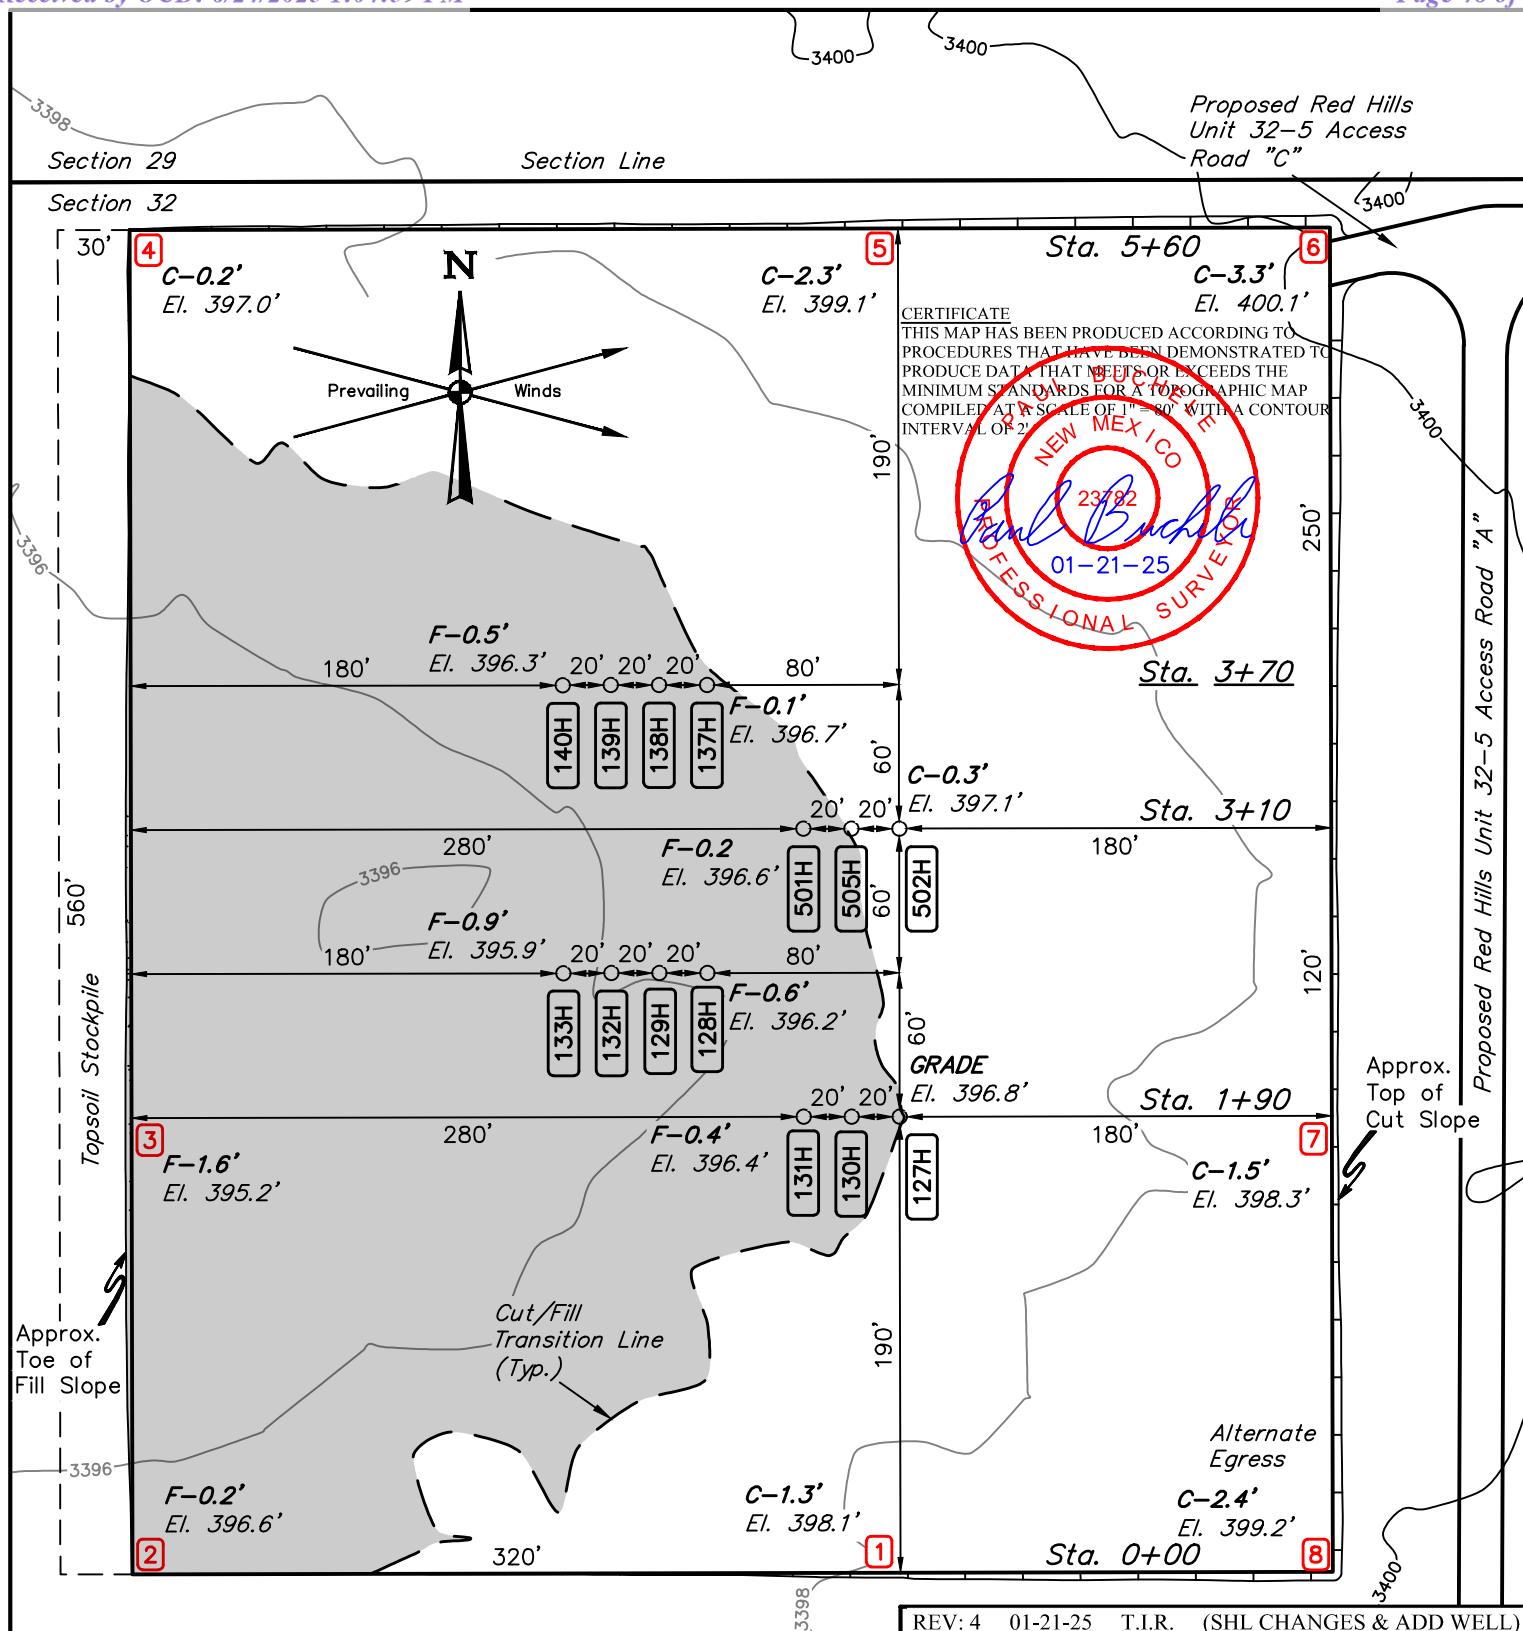 3400
3400
3398
Proposed Red Hills
Unit 32-5 Access
Road "C"
Section 29
Section Line
Section 32
3400
30'
4
5
Sta. 5+60
6
C-0.2'
El. 397.0'
N
C-2.3'
El. 399.1'
C-3.3'
El. 400.1'
CERTIFICATE
THIS MAP HAS BEEN PRODUCED ACCORDING TO
PROCEDURES THAT HAVE BEEN DEMONSTRATED TO
PRODUCE DATA THAT MEETS OR EXCEEDS THE
MINIMUM STANDARDS FOR A TOPOGRAPHIC MAP
COMPILED AT A SCALE OF 1" = 80' WITH A CONTOUR
INTERVAL OF 2'
Prevailing
Winds
PAUL BUCHELE
NEW MEXICO
23782
PROFESSIONAL SURVEYOR
Paul Buchele
01-21-25
3400
190'
250'
3396
F-0.5'
El. 396.3'
180'
20'
20'
20'
80'
Sta. 3+70
F-0.1'
El. 396.7'
140H
139H
138H
137H
60'
C-0.3'
El. 397.1'
20'
20'
Sta. 3+10
280'
F-0.2
El. 396.6'
180'
501H
505H
502H
60'
3396
560'
F-0.9'
El. 395.9'
180'
20'
20'
20'
80'
120'
F-0.6'
El. 396.2'
133H
132H
129H
128H
60'
Topsoil Stockpile
Proposed Red Hills Unit 32-5 Access Road "A"
GRADE
El. 396.8'
20'
20'
Sta. 1+90
Approx.
Top of
Cut Slope
280'
F-0.4'
El. 396.4'
180'
3
7
131H
130H
127H
F-1.6'
El. 395.2'
C-1.5'
El. 398.3'
190'
Cut/Fill
Transition Line
(Typ.)
Approx.
Toe of
Fill Slope
Alternate
Egress
3396
F-0.2'
El. 396.6'
C-1.3'
El. 398.1'
C-2.4'
El. 399.2'
2
320'
1
Sta. 0+00
8
3398
3400
REV: 4 01-21-25 T.I.R. (SHL CHANGES & ADD WELL)